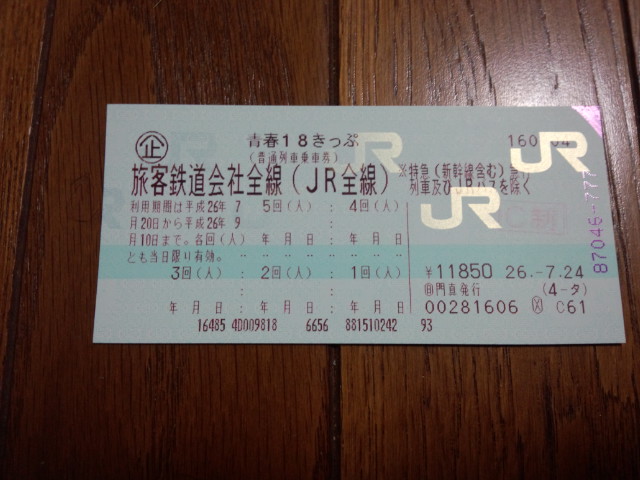 企 青春18きっぷ
(普通列車乗車券)
旅客鉄道会社全線(JR全線)
※特急(新幹線含む)急行
列車及びJRバスを除く
利用期間は平成26年7
月20日から平成26年9
月10日まで。各回(人)
とも当日限り有効。
5回(人) : 4回(人) :
年 月 日 年 月 日
3回(人) : 2回(人) : 1回(人) :
年 月 日 年 月 日 年 月 日
¥11850 26.-7.24
門直発行 (4-タ)
00281606 C61
16485 4D009818 6656 881510242 93
87046-777
JR
JR
JR